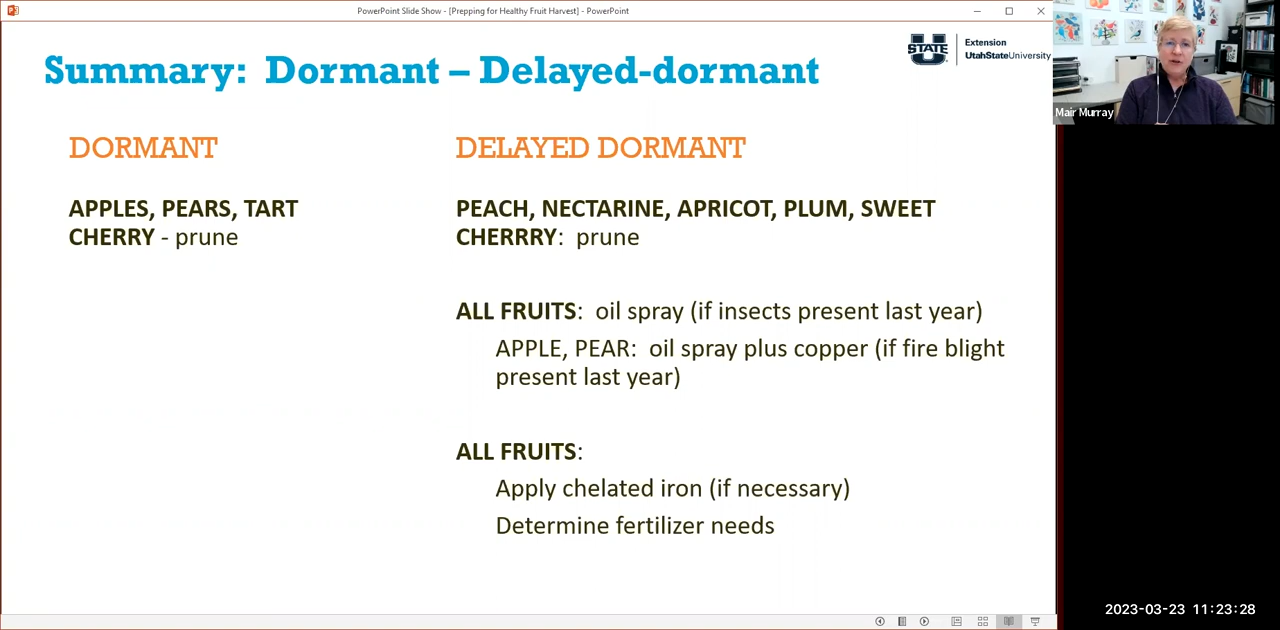 PowerPoint Slide Show - [Prepping for Healthy Fruit Harvest] - PowerPoint
Summary: Dormant – Delayed-dormant
U STATE
Extension
UtahStateUniversity
Mair Murray
DORMANT
APPLES, PEARS, TART
CHERRY - prune
DELAYED DORMANT
PEACH, NECTARINE, APRICOT, PLUM, SWEET
CHERRRY: prune
ALL FRUITS: oil spray (if insects present last year)
APPLE, PEAR: oil spray plus copper (if fire blight
present last year)
ALL FRUITS:
Apply chelated iron (if necessary)
Determine fertilizer needs
2023-03-23 11:23:28